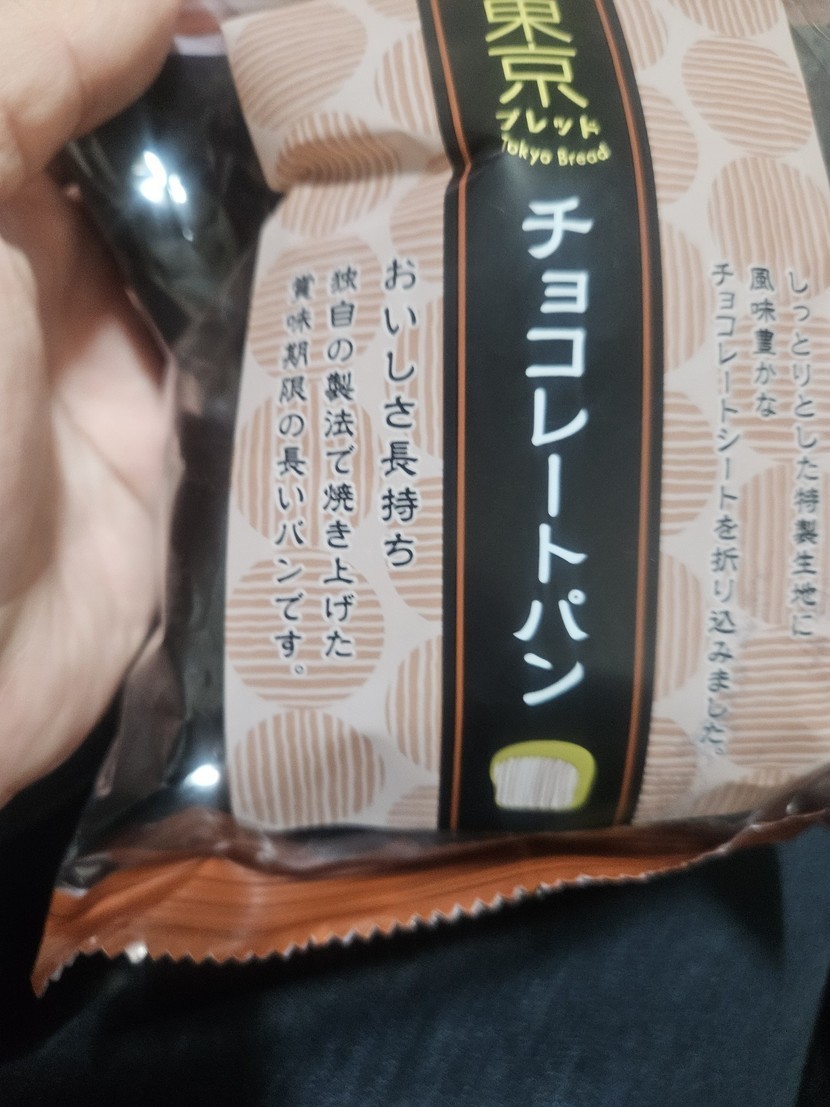 東京
ブレッド
Tokyo Bread
チョコレートパン
しっとりとした特製生地に
風味豊かな
チョコレートシートを折り込みました。
おいしさ長持ち
独自の製法で焼き上げた
賞味期限の長いパンです。